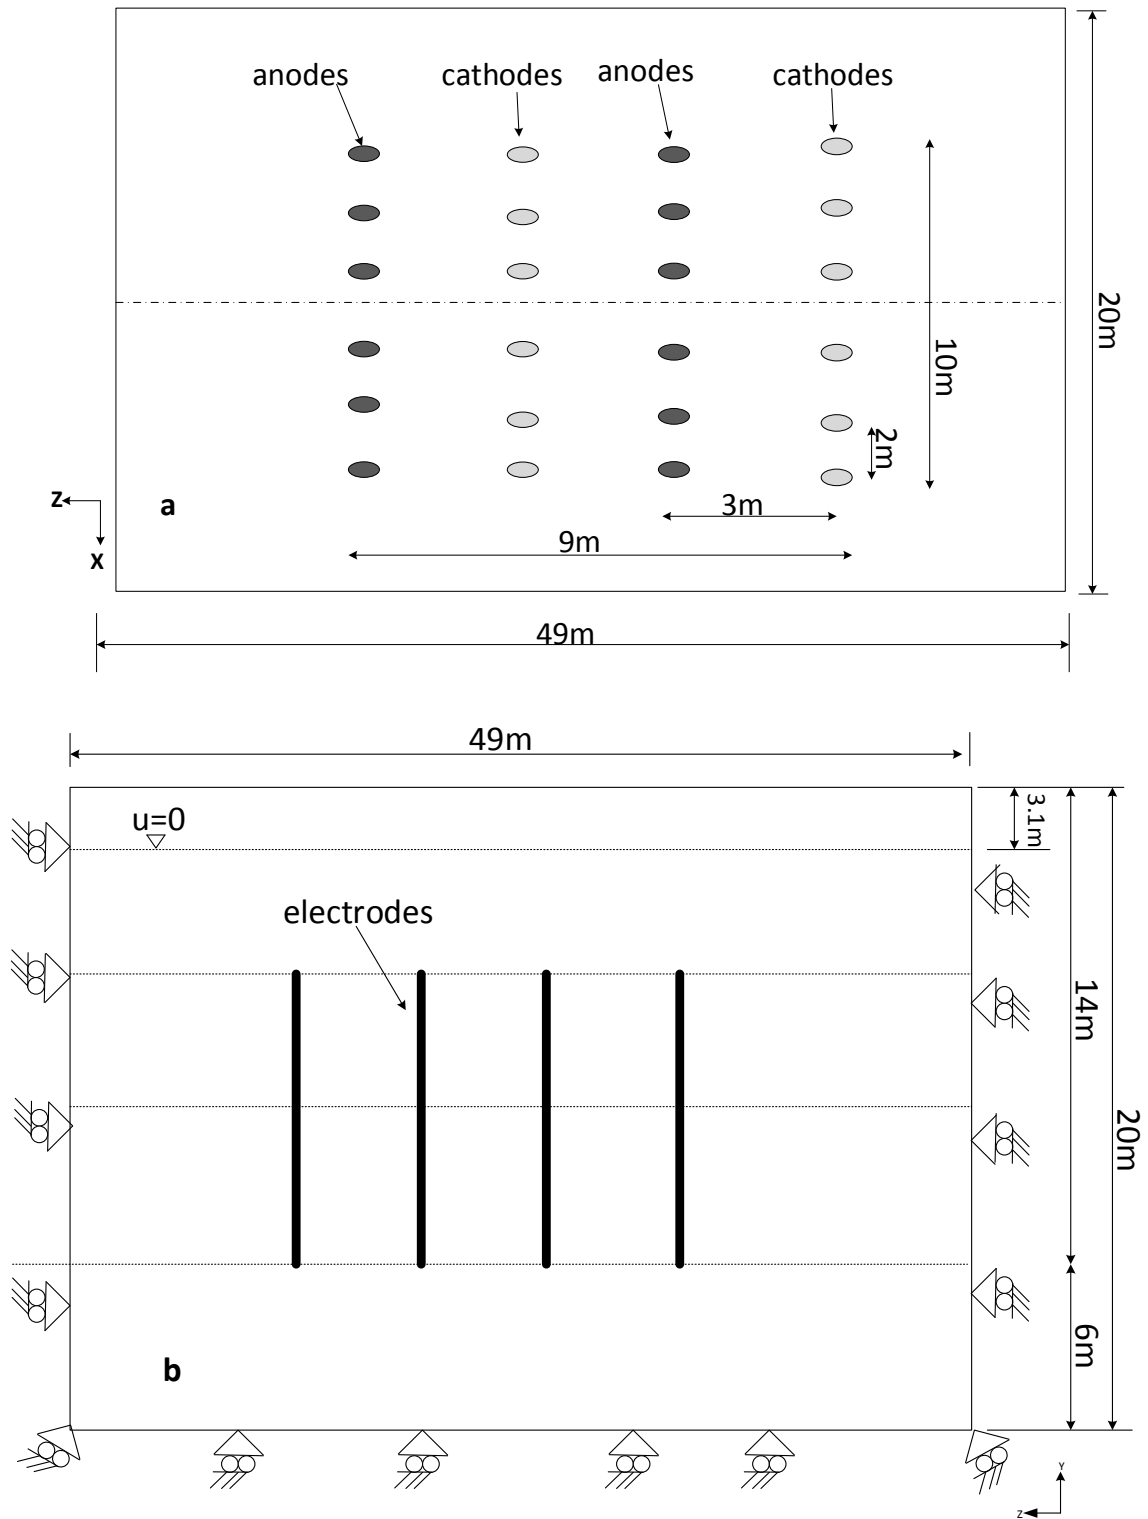 anodes
cathodes
anodes
cathodes
20m
10m
2m
Z
X
a
3m
9m
49m
49m
u=0
3.1m
electrodes
14m
20m
6m
b
Y
Z